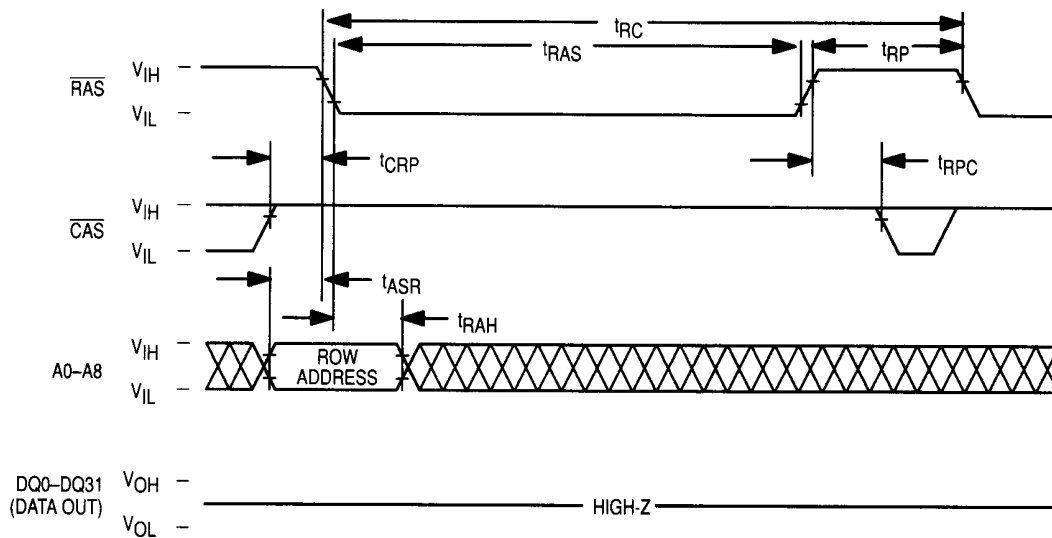 tRC
tRAS
tRP
RAS
VIH
VIL
tCRP
tRPC
CAS
VIH
VIL
tASR
tRAH
A0–A8
VIH
VIL
ROW
ADDRESS
DQ0–DQ31
(DATA OUT)
VOH
VOL
HIGH-Z